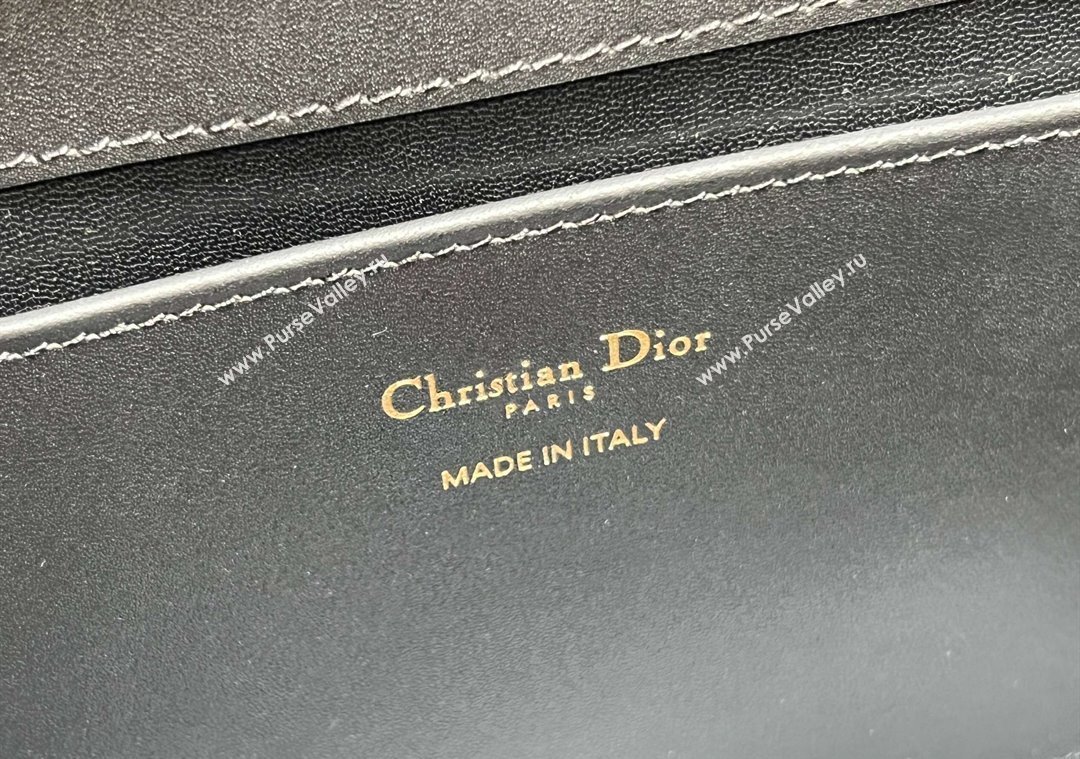 www.PurseValley.ru
www.PurseValley.ru
Christian Dior
PARIS
MADE IN ITALY